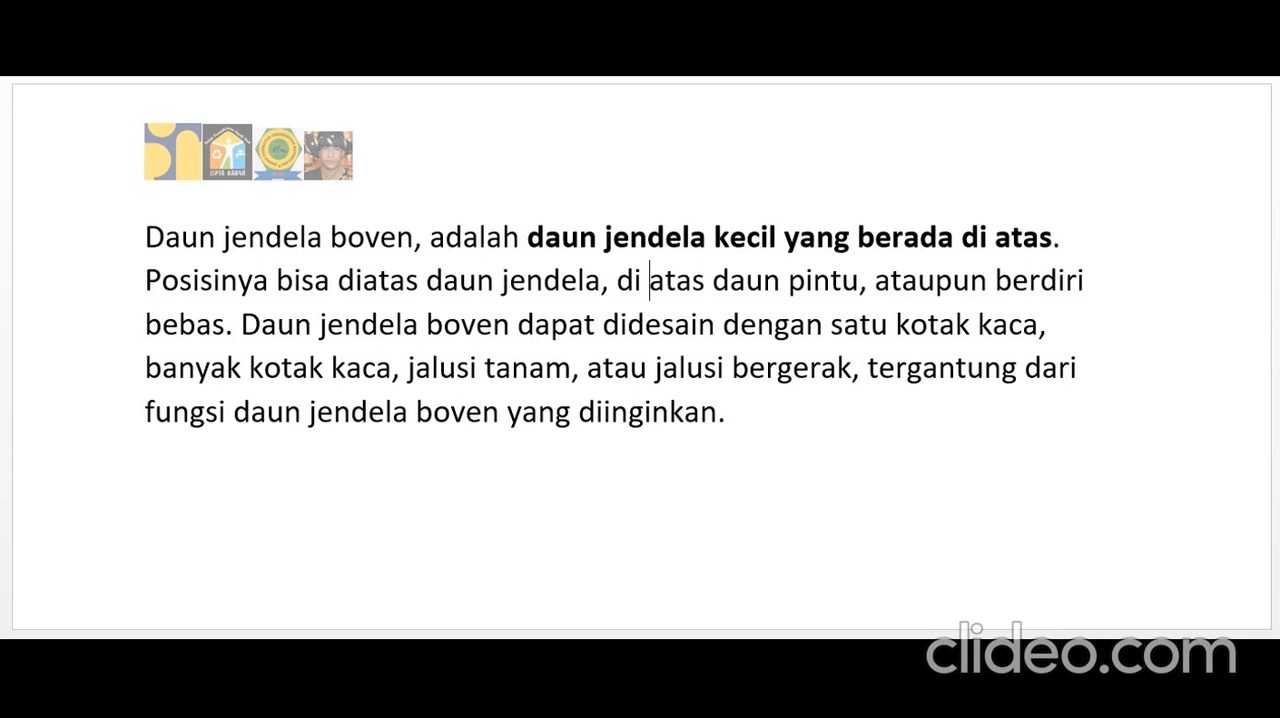 CIPTA KARYA
Daun jendela boven, adalah daun jendela kecil yang berada di atas.
Posisinya bisa diatas daun jendela, di atas daun pintu, ataupun berdiri
bebas. Daun jendela boven dapat didesain dengan satu kotak kaca,
banyak kotak kaca, jalusi tanam, atau jalusi bergerak, tergantung dari
fungsi daun jendela boven yang diinginkan.
clideo.com